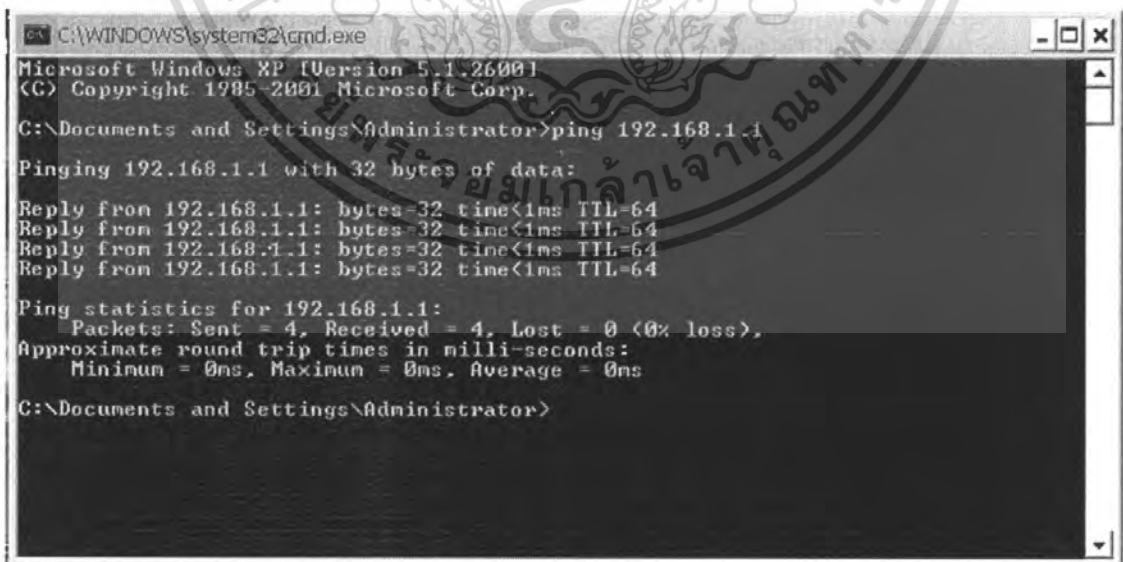 C:\WINDOWS\system32\cmd.exe
Microsoft Windows XP [Version 5.1.2600]
(C) Copyright 1985-2001 Microsoft Corp.
C:\Documents and Settings\Administrator>ping 192.168.1.1
Pinging 192.168.1.1 with 32 bytes of data:
Reply from 192.168.1.1: bytes=32 time<1ms TTL=64
Reply from 192.168.1.1: bytes=32 time<1ms TTL=64
Reply from 192.168.1.1: bytes=32 time<1ms TTL=64
Reply from 192.168.1.1: bytes=32 time<1ms TTL=64
Ping statistics for 192.168.1.1:
Packets: Sent = 4, Received = 4, Lost = 0 (0% loss),
Approximate round trip times in milli-seconds:
Minimum = 0ms, Maximum = 0ms, Average = 0ms
C:\Documents and Settings\Administrator>